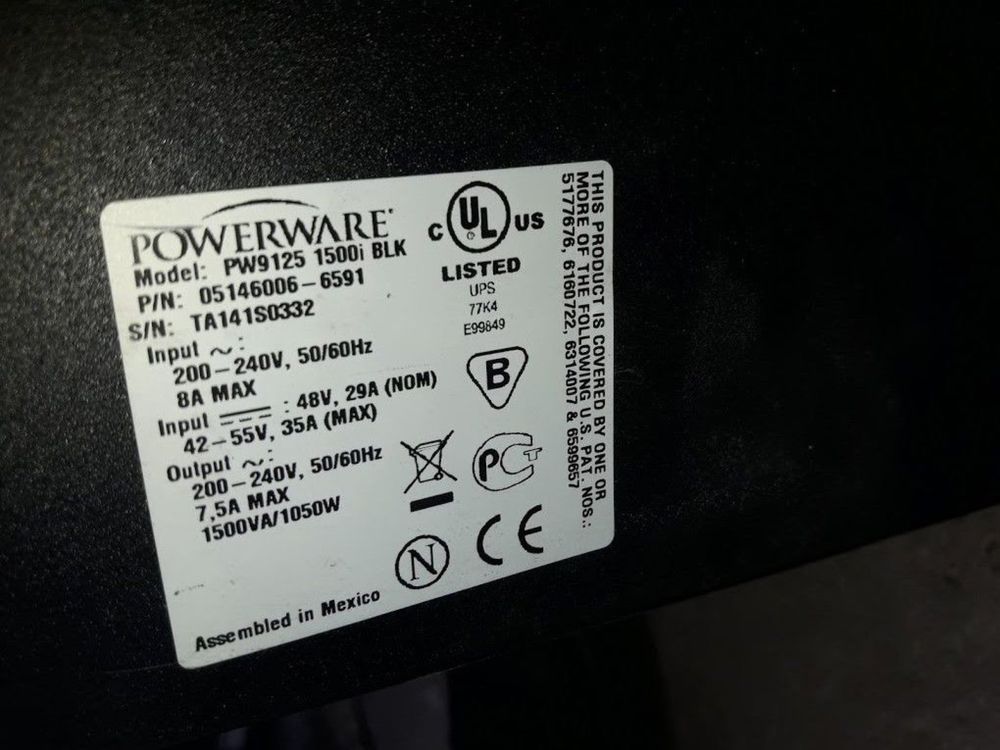 POWERWARE
Model: PW9125 1500i BLK
P/N: 05146006-6591
S/N: TA141S0332
Input ~:
200-240V, 50/60Hz
8A MAX
Input ⎓: 48V, 29A (NOM)
42-55V, 35A (MAX)
Output ~:
200-240V, 50/60Hz
7,5A MAX
1500VA/1050W
Assembled in Mexico
C UL US
LISTED
UPS
77K4
E99849
B
PCT
N
CE
THIS PRODUCT IS COVERED BY ONE OR
MORE OF THE FOLLOWING U.S. PAT. NOS.:
5177676, 6160722, 6314007 & 6599657